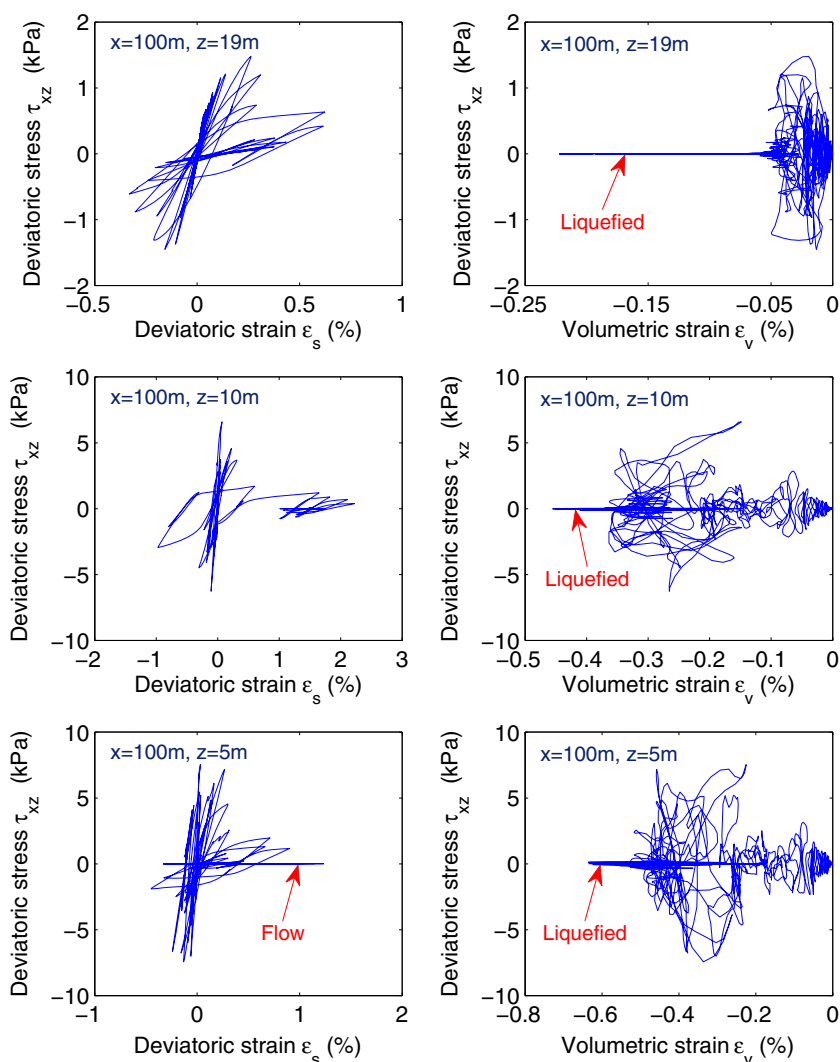 Deviatoric stress τxz (kPa)
2
1
0
−1
−2
x=100m, z=19m
−0.5
0
0.5
1
Deviatoric strain εs (%)
Deviatoric stress τxz (kPa)
2
1
0
−1
−2
x=100m, z=19m
Liquefied
−0.25
−0.15
−0.05
0
Volumetric strain εv (%)
Deviatoric stress τxz (kPa)
10
5
0
−5
−10
x=100m, z=10m
−2
−1
0
1
2
3
Deviatoric strain εs (%)
Deviatoric stress τxz (kPa)
10
5
0
−5
−10
x=100m, z=10m
Liquefied
−0.5
−0.4
−0.3
−0.2
−0.1
0
Volumetric strain εv (%)
Deviatoric stress τxz (kPa)
10
5
0
−5
−10
x=100m, z=5m
Flow
−1
0
1
2
Deviatoric strain εs (%)
Deviatoric stress τxz (kPa)
10
5
0
−5
−10
x=100m, z=5m
Liquefied
−0.8
−0.6
−0.4
−0.2
0
Volumetric strain εv (%)